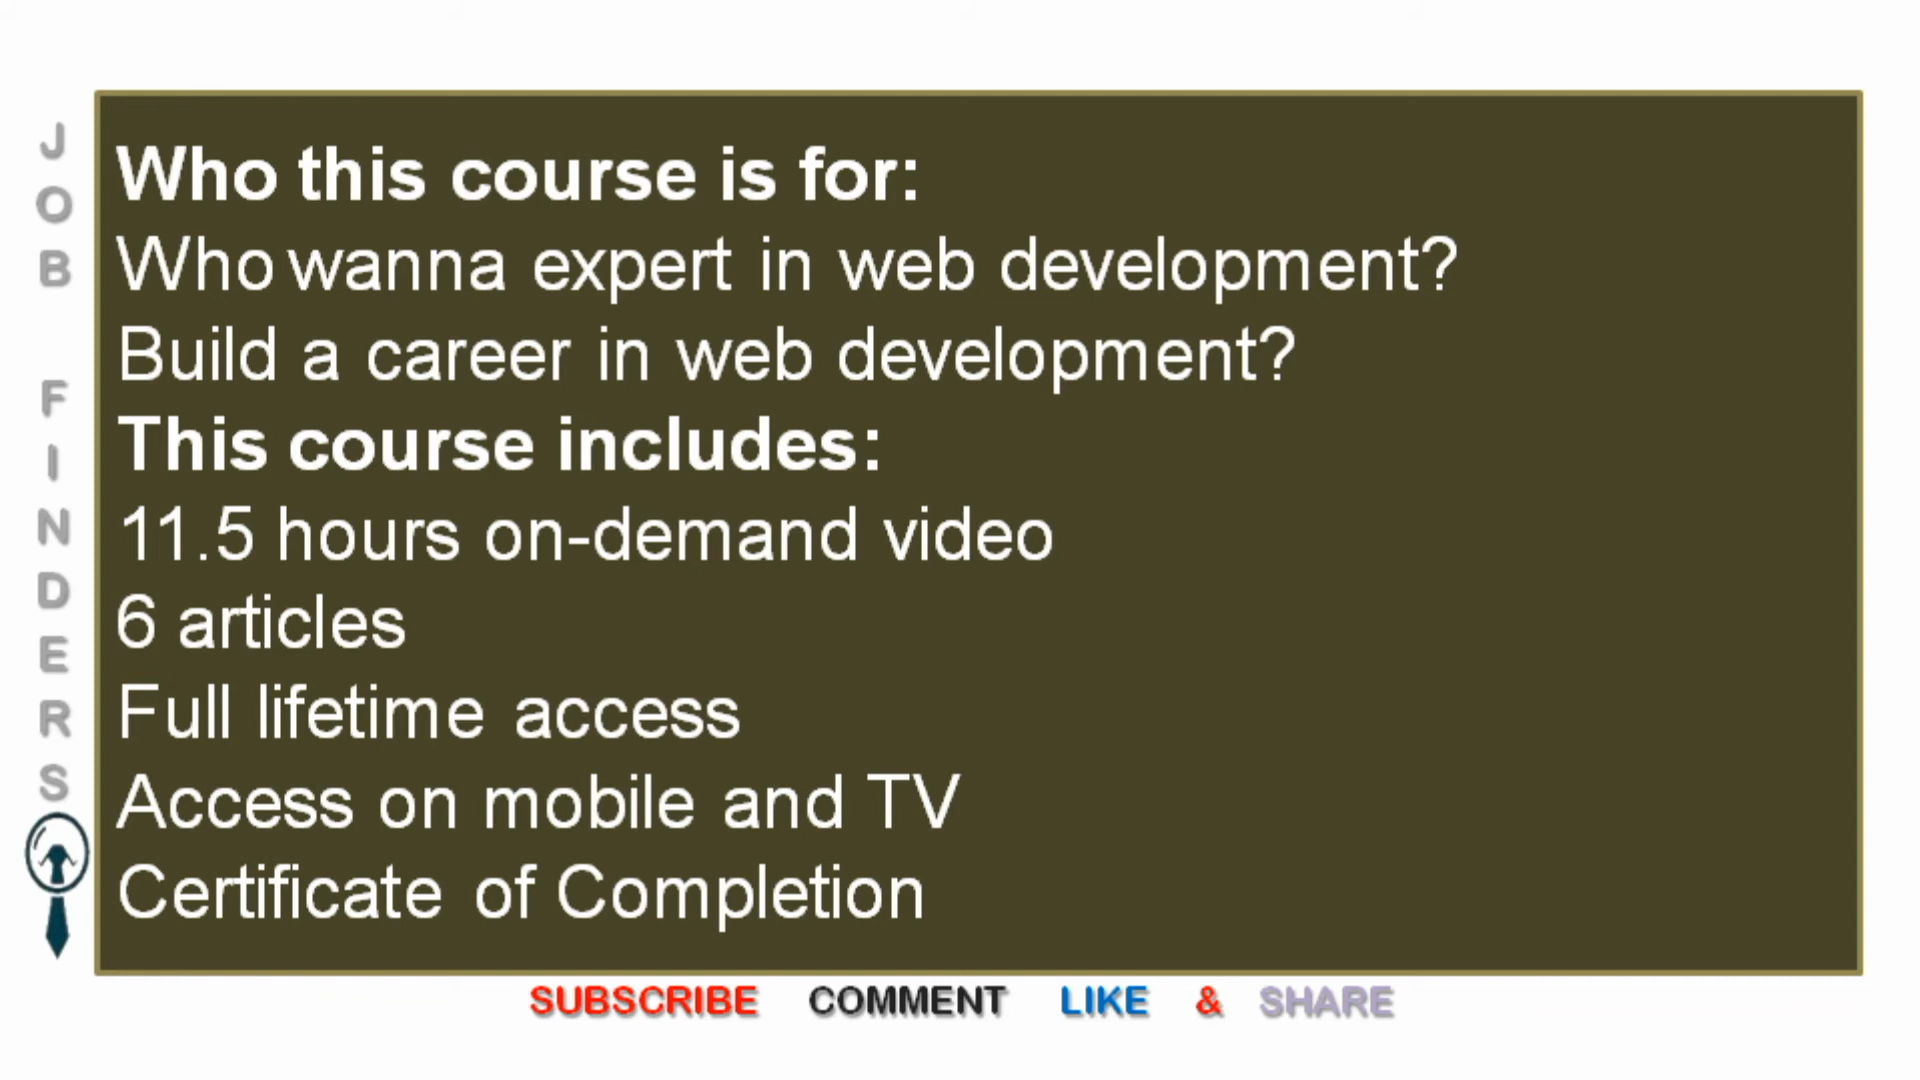 JOB FINDERS
Who this course is for:
Who wanna expert in web development?
Build a career in web development?
This course includes:
11.5 hours on-demand video
6 articles
Full lifetime access
Access on mobile and TV
Certificate of Completion
SUBSCRIBE COMMENT LIKE & SHARE